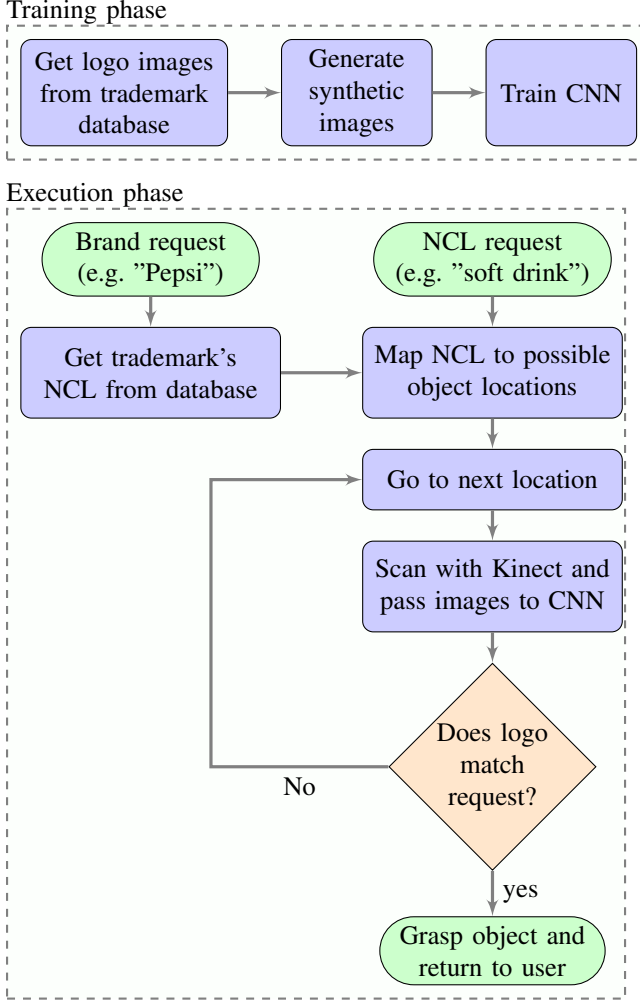 Training phase
Get logo images
from trademark
database
Generate
synthetic
images
Train CNN
Execution phase
Brand request
(e.g. ”Pepsi”)
NCL request
(e.g. ”soft drink”)
Get trademark's
NCL from database
Map NCL to possible
object locations
Go to next location
Scan with Kinect and
pass images to CNN
Does logo
match
request?
No
yes
Grasp object and
return to user